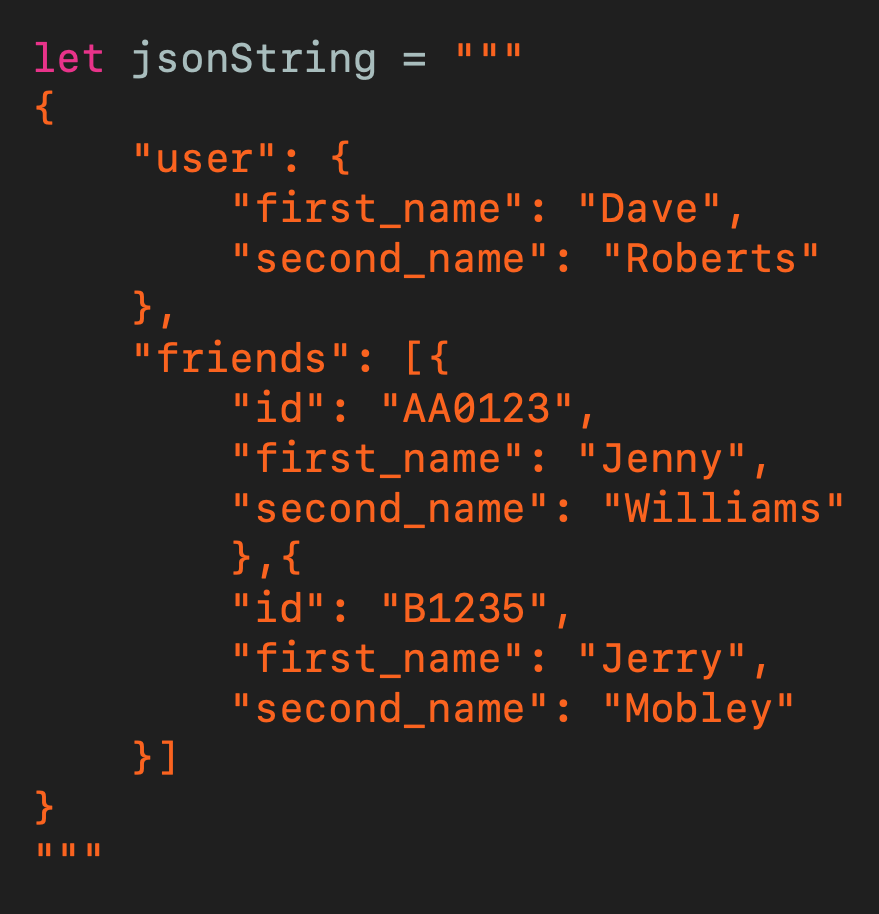 let jsonString = """
{
    "user": {
        "first_name": "Dave",
        "second_name": "Roberts"
    },
    "friends": [{
        "id": "AA0123",
        "first_name": "Jenny",
        "second_name": "Williams"
        },{
        "id": "B1235",
        "first_name": "Jerry",
        "second_name": "Mobley"
    }]
}
"""